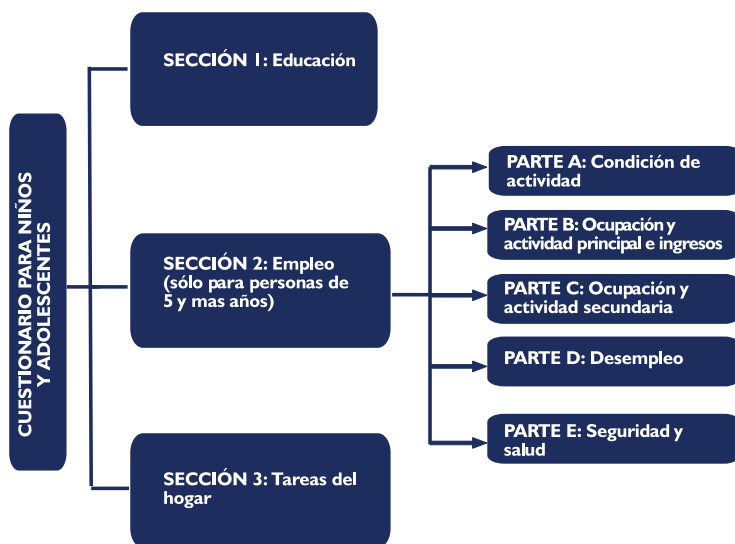 CUESTIONARIO PARA NIÑOS
Y ADOLESCENTES
SECCIÓN 1: Educación
SECCIÓN 2: Empleo
(sólo para personas de
5 y mas años)
SECCIÓN 3: Tareas del
hogar
PARTE A: Condición de
actividad
PARTE B: Ocupación y
actividad principal e ingresos
PARTE C: Ocupación y
actividad secundaria
PARTE D: Desempleo
PARTE E: Seguridad y
salud